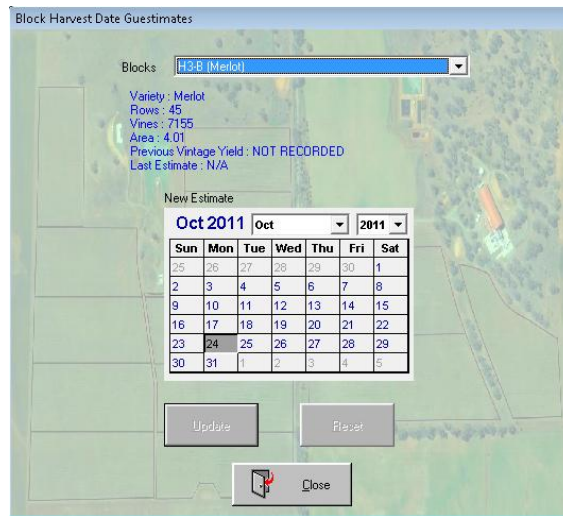 Block Harvest Date Guestimates
Blocks H3-B (Merlot)
Variety : Merlot
Rows : 45
Vines : 7155
Area : 4.01
Previous Vintage Yield : NOT RECORDED
Last Estimate : N/A
New Estimate
Oct 2011 Oct 2011
Sun Mon Tue Wed Thu Fri Sat
25 26 27 28 29 30 1
2 3 4 5 6 7 8
9 10 11 12 13 14 15
16 17 18 19 20 21 22
23 24 25 26 27 28 29
30 31 1 2 3 4 5
Update Reset
Close